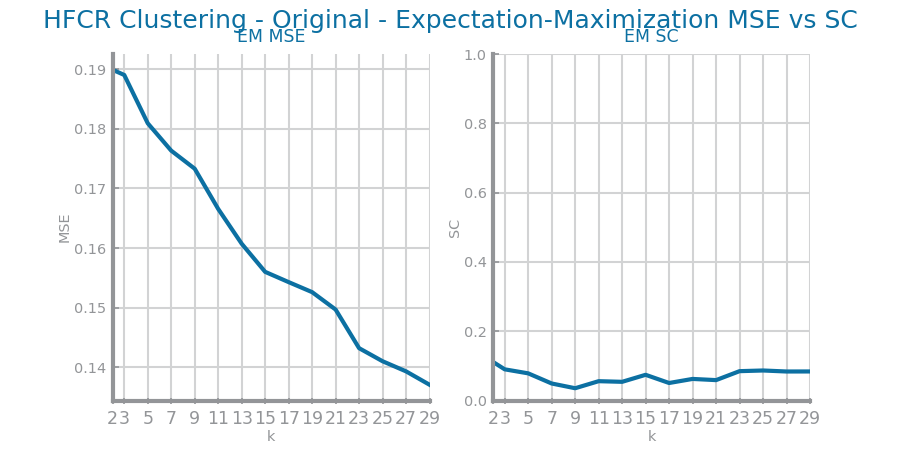 HFCR Clustering - Original - Expectation-Maximization MSE vs SC
EM MSE
EM SC
0.19
0.18
0.17
0.16
0.15
0.14
MSE
2 3 5 7 9 11 13 15 17 19 21 23 25 27 29
k
1.0
0.8
0.6
0.4
0.2
0.0
SC
2 3 5 7 9 11 13 15 17 19 21 23 25 27 29
k